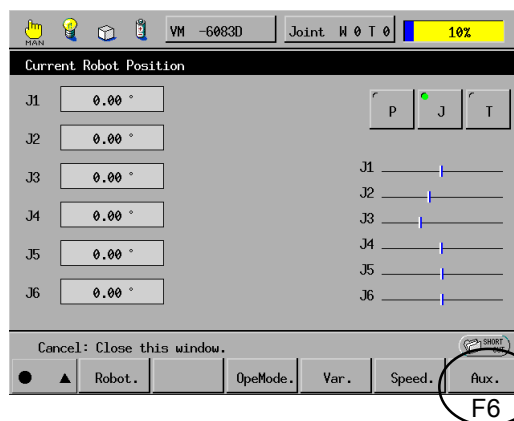 MAN VM -6083D Joint W 0 T 0 10%
Current Robot Position
J1 0.00 ° P J T
J2 0.00 °
J3 0.00 °
J4 0.00 °
J5 0.00 °
J6 0.00 °
J1
J2
J3
J4
J5
J6
Cancel: Close this window. SHORT CUT
Robot. OpeMode. Var. Speed. Aux.
F6